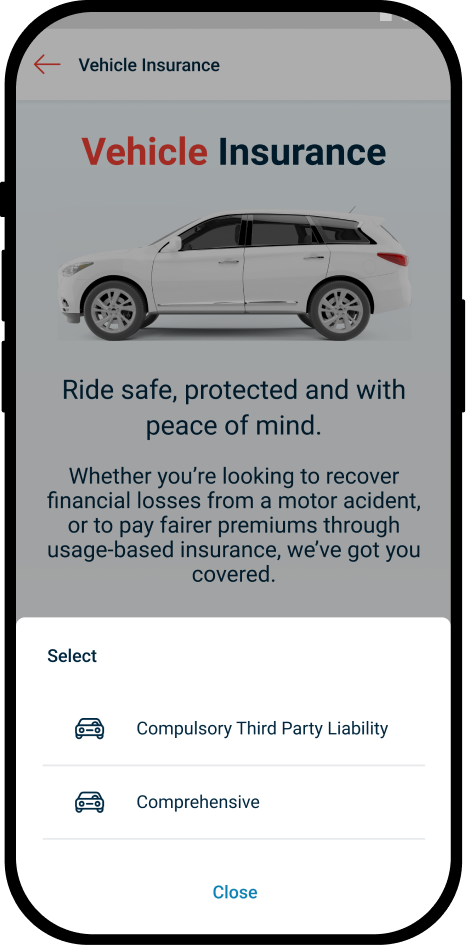 Vehicle Insurance
Vehicle Insurance
Ride safe, protected and with
peace of mind.
Whether you’re looking to recover
financial losses from a motor acident,
or to pay fairer premiums through
usage-based insurance, we’ve got you
covered.
Select
Compulsory Third Party Liability
Comprehensive
Close